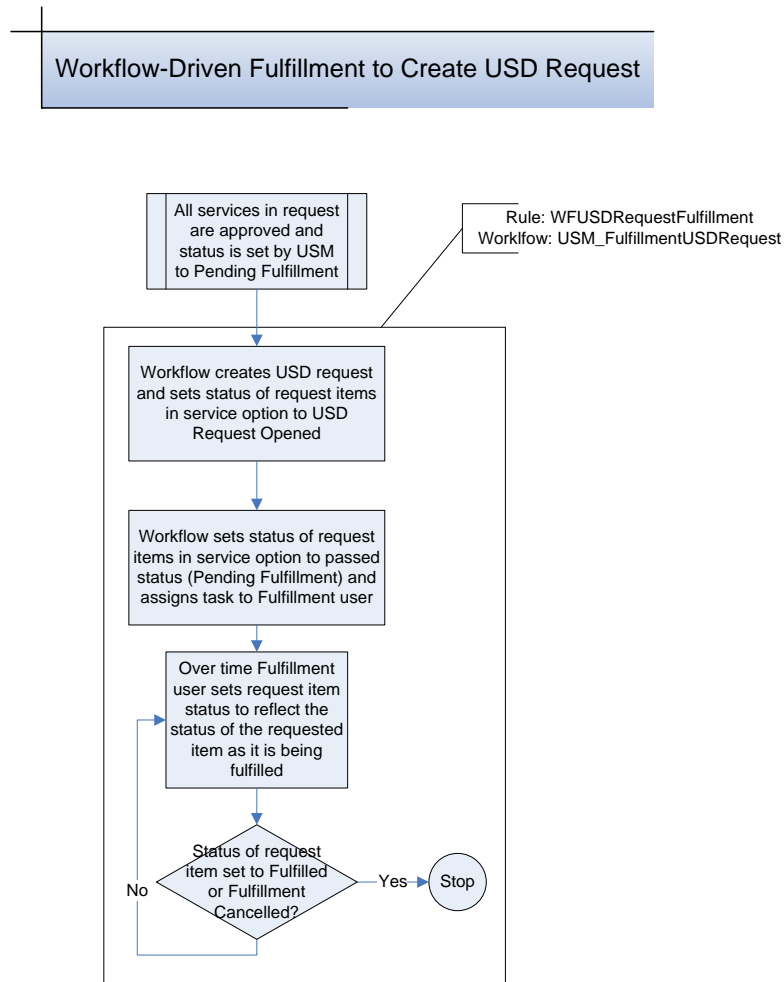 Workflow-Driven Fulfillment to Create USD Request
All services in request
are approved and
status is set by USM
to Pending Fulfillment
Rule: WFUSDRequestFulfillment
Worklfow: USM_FulfillmentUSDRequest
Workflow creates USD request
and sets status of request items
in service option to USD
Request Opened
Workflow sets status of request
items in service option to passed
status (Pending Fulfillment) and
assigns task to Fulfillment user
Over time Fulfillment
user sets request item
status to reflect the
status of the requested
item as it is being
fulfilled
Status of request
item set to Fulfilled
or Fulfillment
Cancelled?
No
Yes
Stop